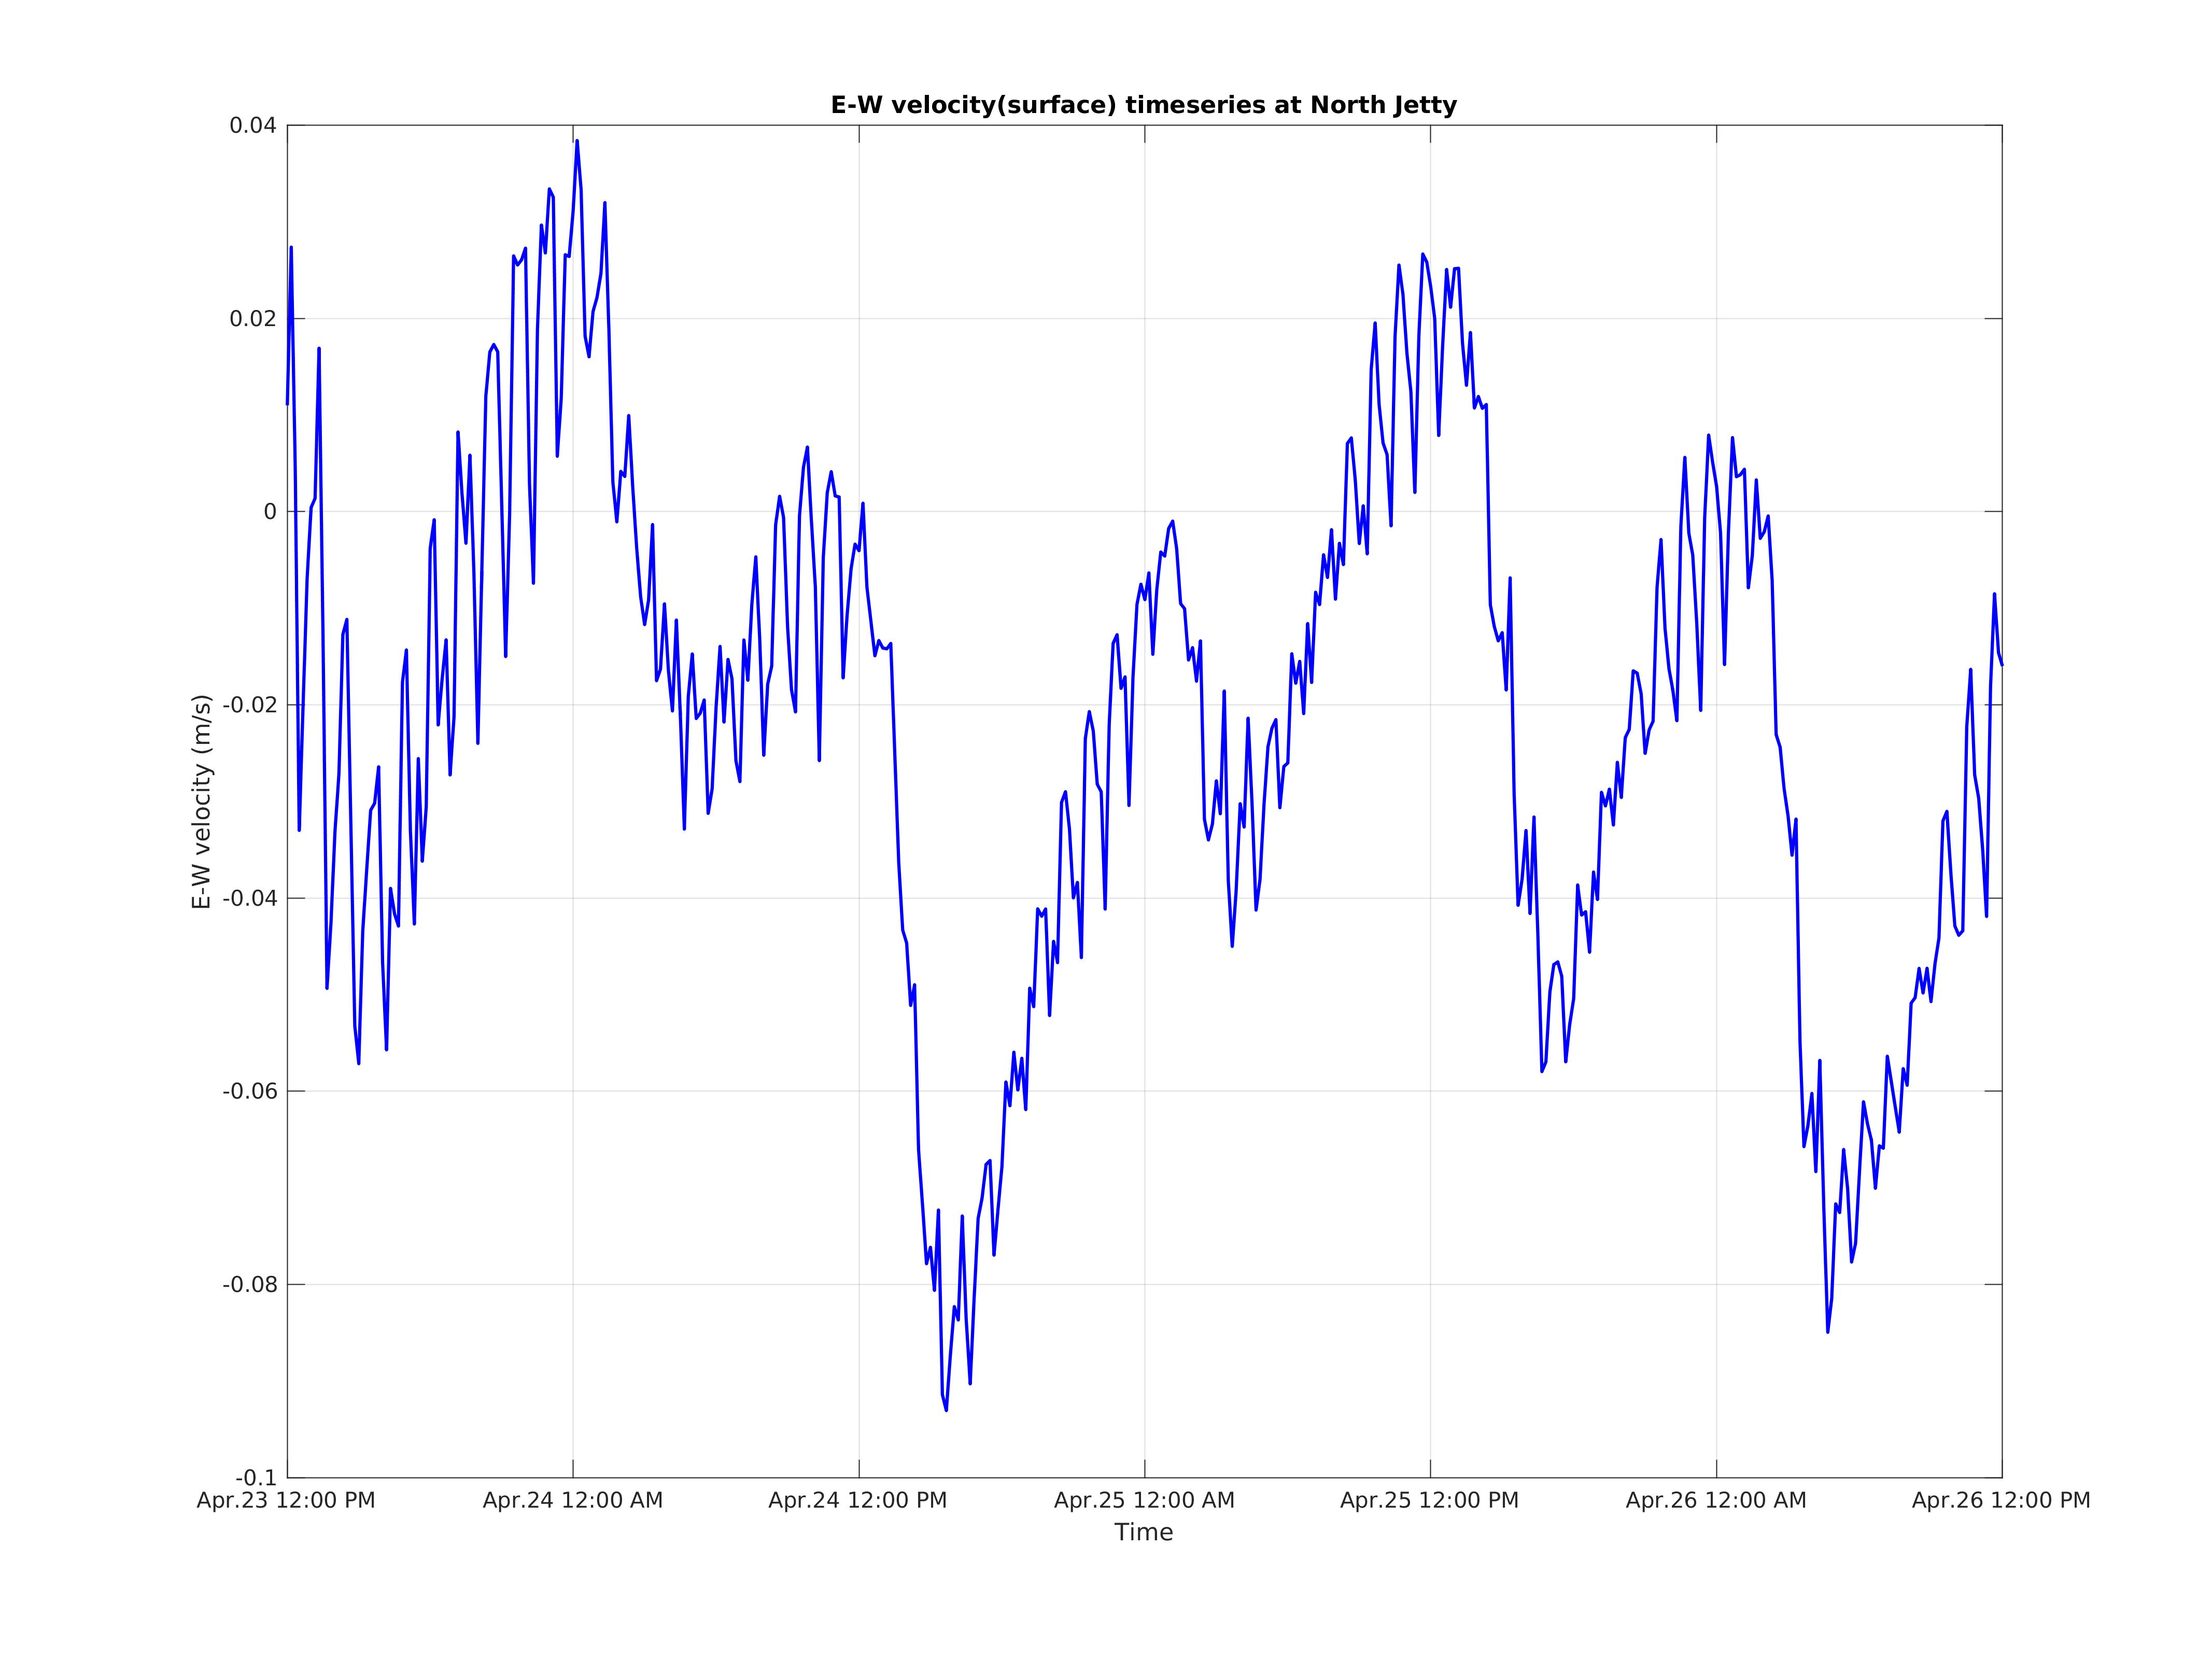 E-W velocity(surface) timeseries at North Jetty
0.04
0.02
0
-0.02
-0.04
-0.06
-0.08
-0.1
E-W velocity (m/s)
Apr.23 12:00 PM Apr.24 12:00 AM Apr.24 12:00 PM Apr.25 12:00 AM Apr.25 12:00 PM Apr.26 12:00 AM Apr.26 12:00 PM
Time